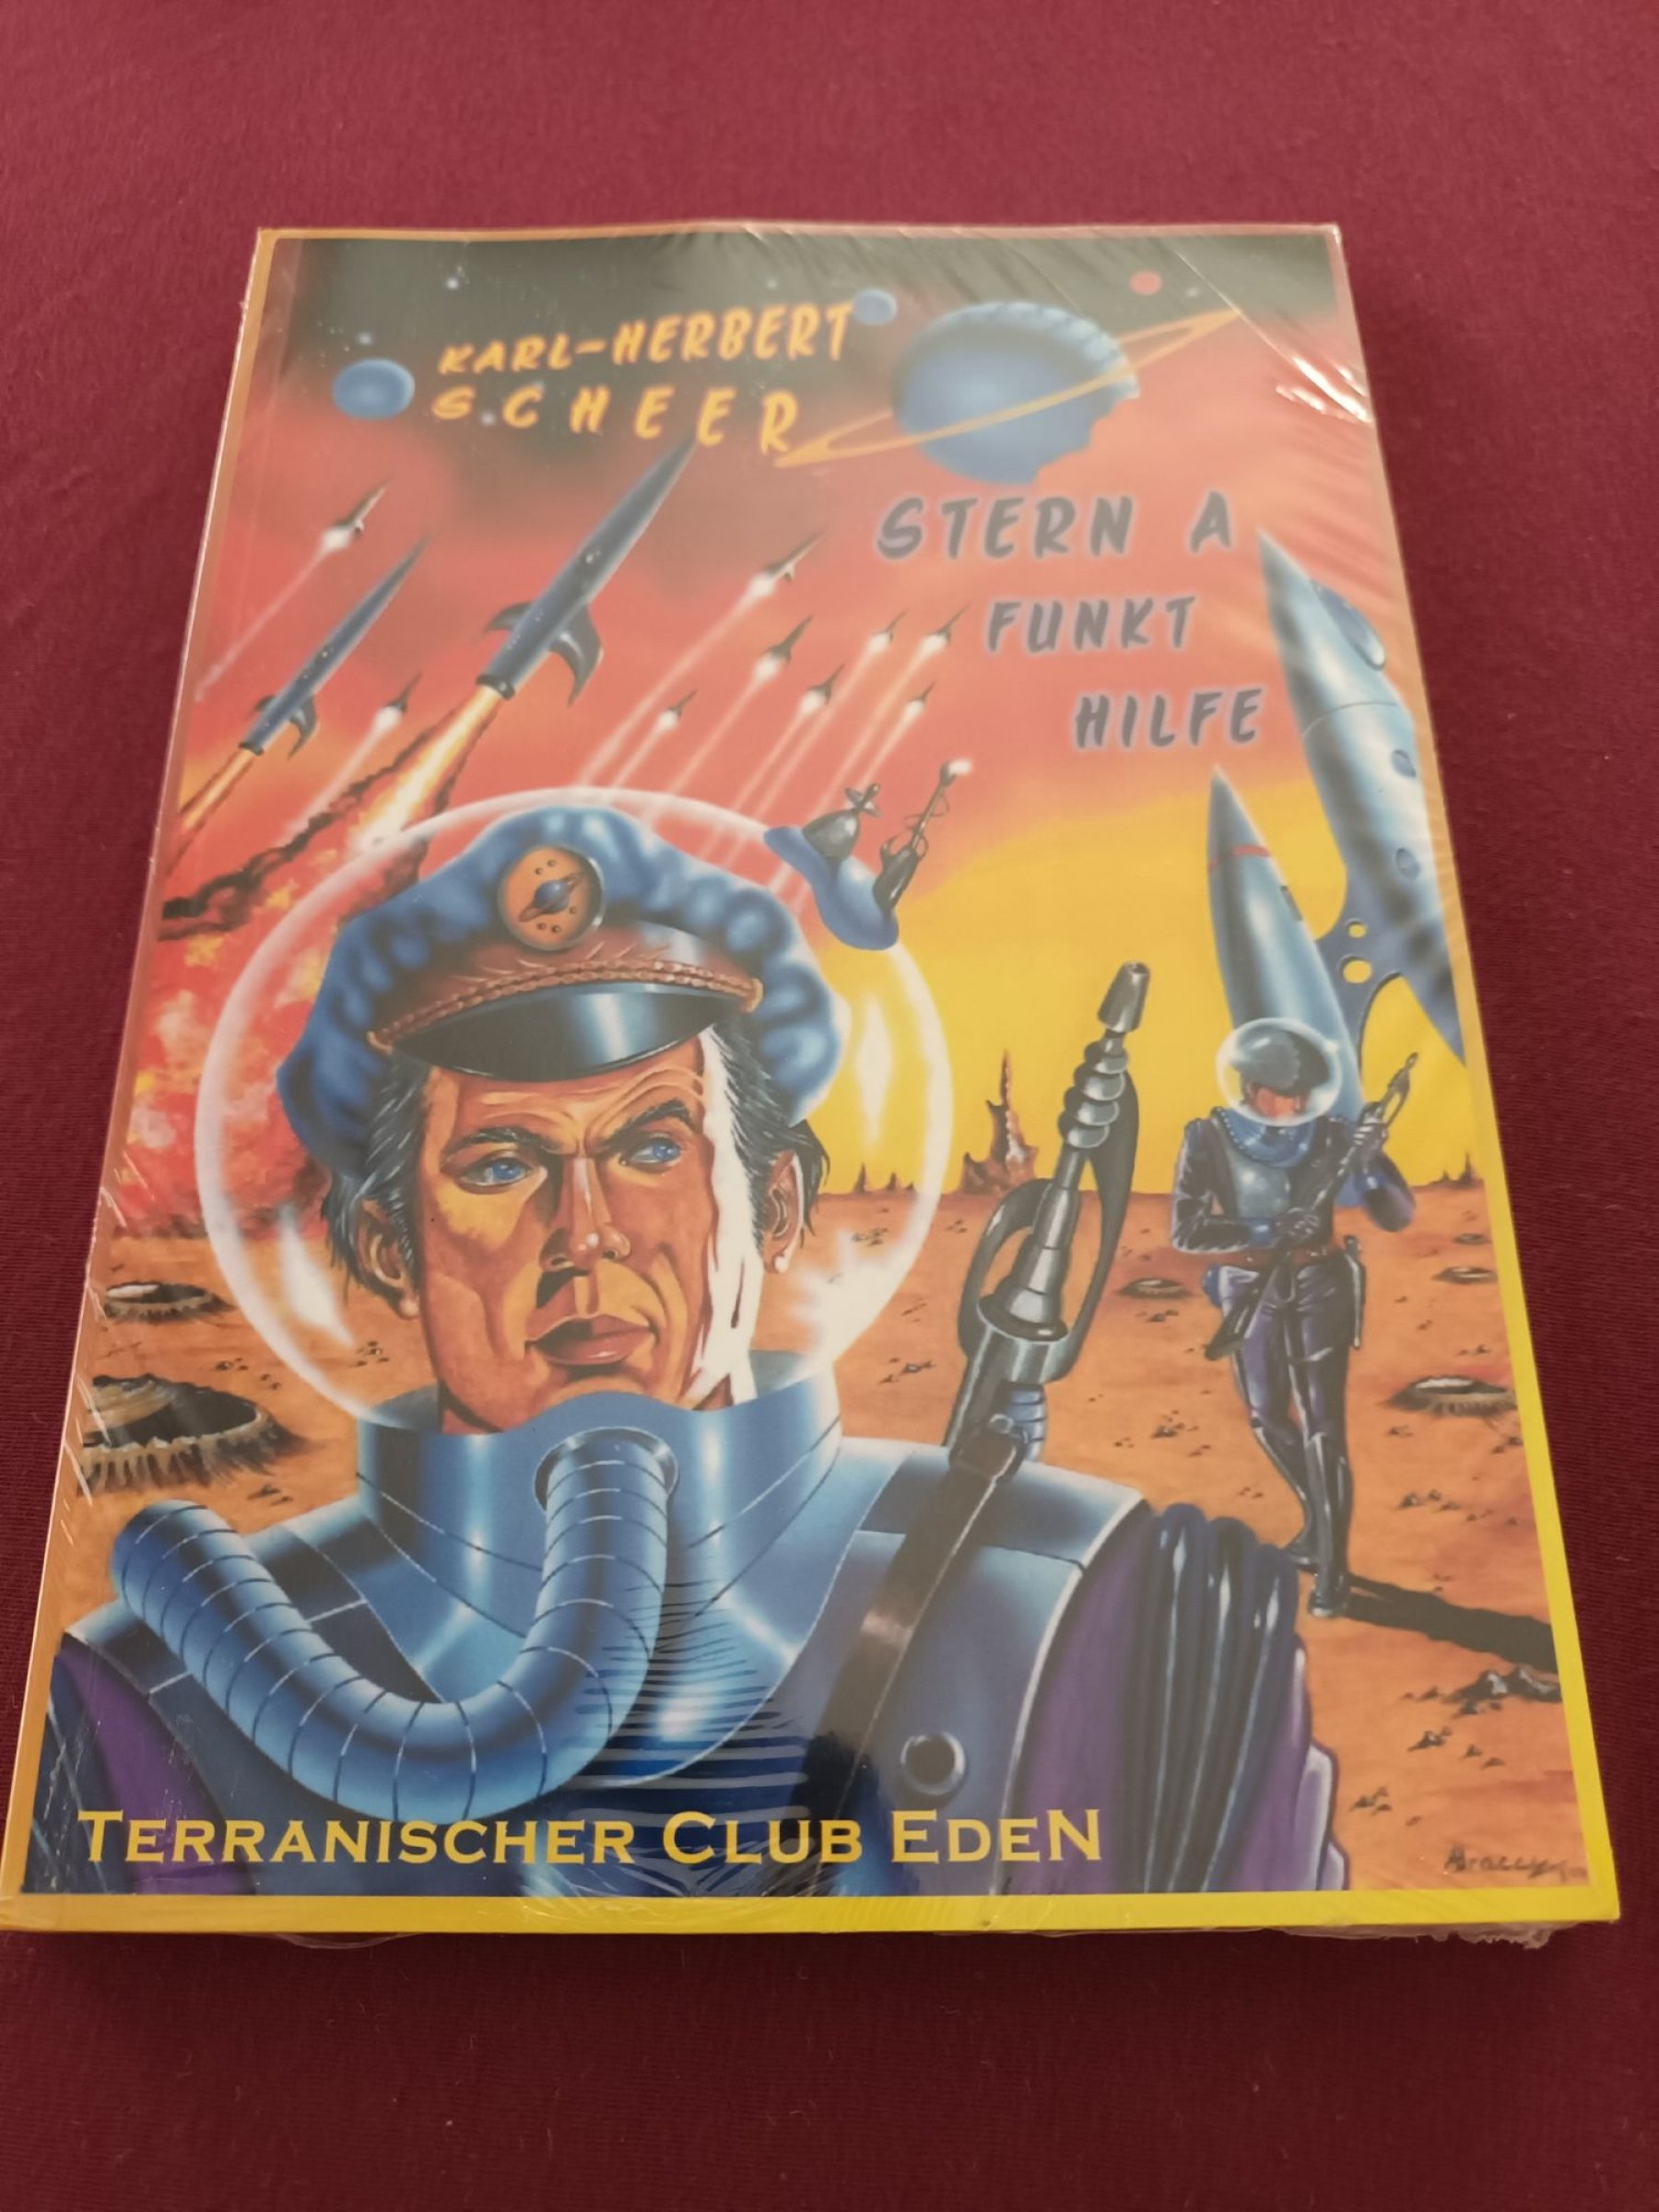 KARL-HERBERT
SCHEER
STERN A
FUNKT
HILFE
TERRANISCHER CLUB EDEN